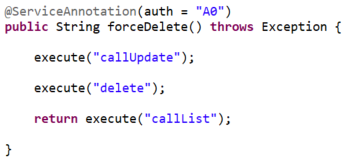 @ServiceAnnotation(auth = "A0")
public String forceDelete() throws Exception {
execute("callUpdate");
execute("delete");
return execute("callList");
}